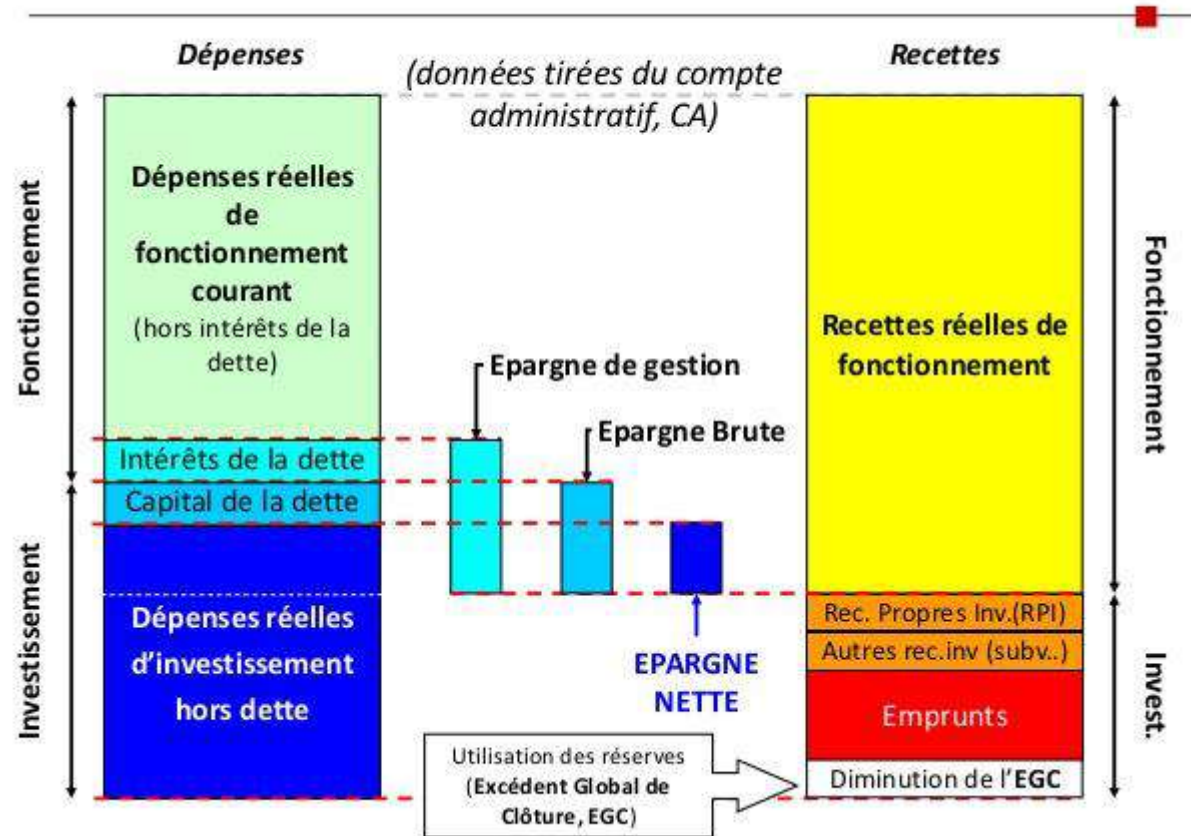 Dépenses
(données tirées du compte
administratif, CA)
Recettes
Fonctionnement
Dépenses réelles
de
fonctionnement
courant
(hors intérêts de la
dette)
Intérêts de la dette
Capital de la dette
Investissement
Dépenses réelles
d’investissement
hors dette
Epargne de gestion
Epargne Brute
EPARGNE
NETTE
Utilisation des réserves
(Excédent Global de
Clôture, EGC)
Recettes réelles de
fonctionnement
Rec. Propres Inv.(RPI)
Autres rec.inv (subv..)
Emprunts
Diminution de l’EGC
Fonctionnement
Invest.